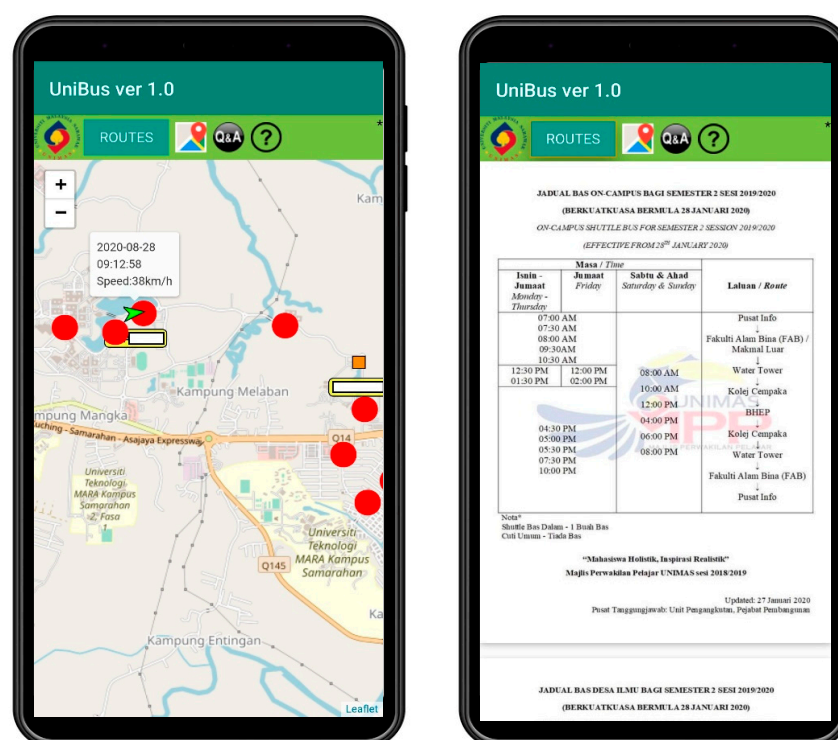 UniBus ver 1.0
ROUTES
Q&A
?
*
+
−
Kam
2020-08-28
09:12:58
Speed:38km/h
Kampung Melaban
mpung Mangka
uching - Samarahan - Asajaya Expressway
Q14
Universiti
Teknologi
MARA Kampus
Samarahan
2, Fasa
1
Universiti
Teknologi
MARA Kampus
Samarahan
Q145
Ka
Kampung Entingan
Leaflet
UniBus ver 1.0
ROUTES
Q&A
?
*
JADUAL BAS ON-CAMPUS BAGI SEMESTER 2 SESI 2019/2020
(BERKUATKUASA BERMULA 28 JANUARI 2020)
ON-CAMPUS SHUTTLE BUS FOR SEMESTER 2 SESSION 2019/2020
(EFFECTIVE FROM 28TH JANUARY 2020)
Masa / Time
Isnin - Jumaat Monday - Thursday
Jumaat Friday
Sabtu & Ahad Saturday & Sunday
Laluan / Route
07:00 AM
07:30 AM
08:00 AM
09:30AM
10:30 AM
12:30 PM 12:00 PM
01:30 PM 02:00 PM
04:30 PM
05:00 PM
05:30 PM
07:30 PM
10:00 PM
08:00 AM
10:00 AM
12:00 PM
04:00 PM
06:00 PM
08:00 PM
Pusat Info
↓
Fakulti Alam Bina (FAB) /
Makmal Luar
↓
Water Tower
↓
Kolej Cempaka
↓
BHEP
↓
Kolej Cempaka
↓
Water Tower
↓
Fakulti Alam Bina (FAB)
↓
Pusat Info
UNIMAS
MPP
Nota*
Shuttle Bas Dalam - 1 Buah Bas
Cuti Umum - Tiada Bas
“Mahasiswa Holistik, Inspirasi Realistik”
Majlis Perwakilan Pelajar UNIMAS sesi 2018/2019
Updated: 27 Januari 2020
Pusat Tanggungjawab: Unit Pengangkutan, Pejabat Pembangunan
JADUAL BAS DESA ILMU BAGI SEMESTER 2 SESI 2019/2020
(BERKUATKUASA BERMULA 28 JANUARI 2020)